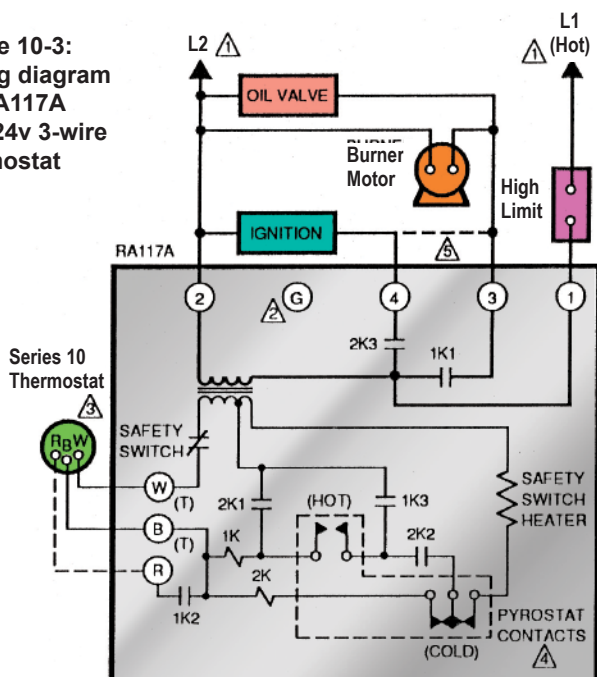 e 10-3:
g diagram
A117A
24v 3-wire
nostat
L2 1
1 L1
(Hot)
OIL VALVE
Burner
Motor
High
Limit
IGNITION
5
RA117A
2 2 G 4 3 1
2K3
1K1
Series 10
Thermostat
3
R B W
SAFETY
SWITCH
W (T)
B (T)
R
2K1
(HOT)
1K3
SAFETY
SWITCH
HEATER
1K
2K2
2K
1K2
(COLD)
PYROSTAT
CONTACTS
4